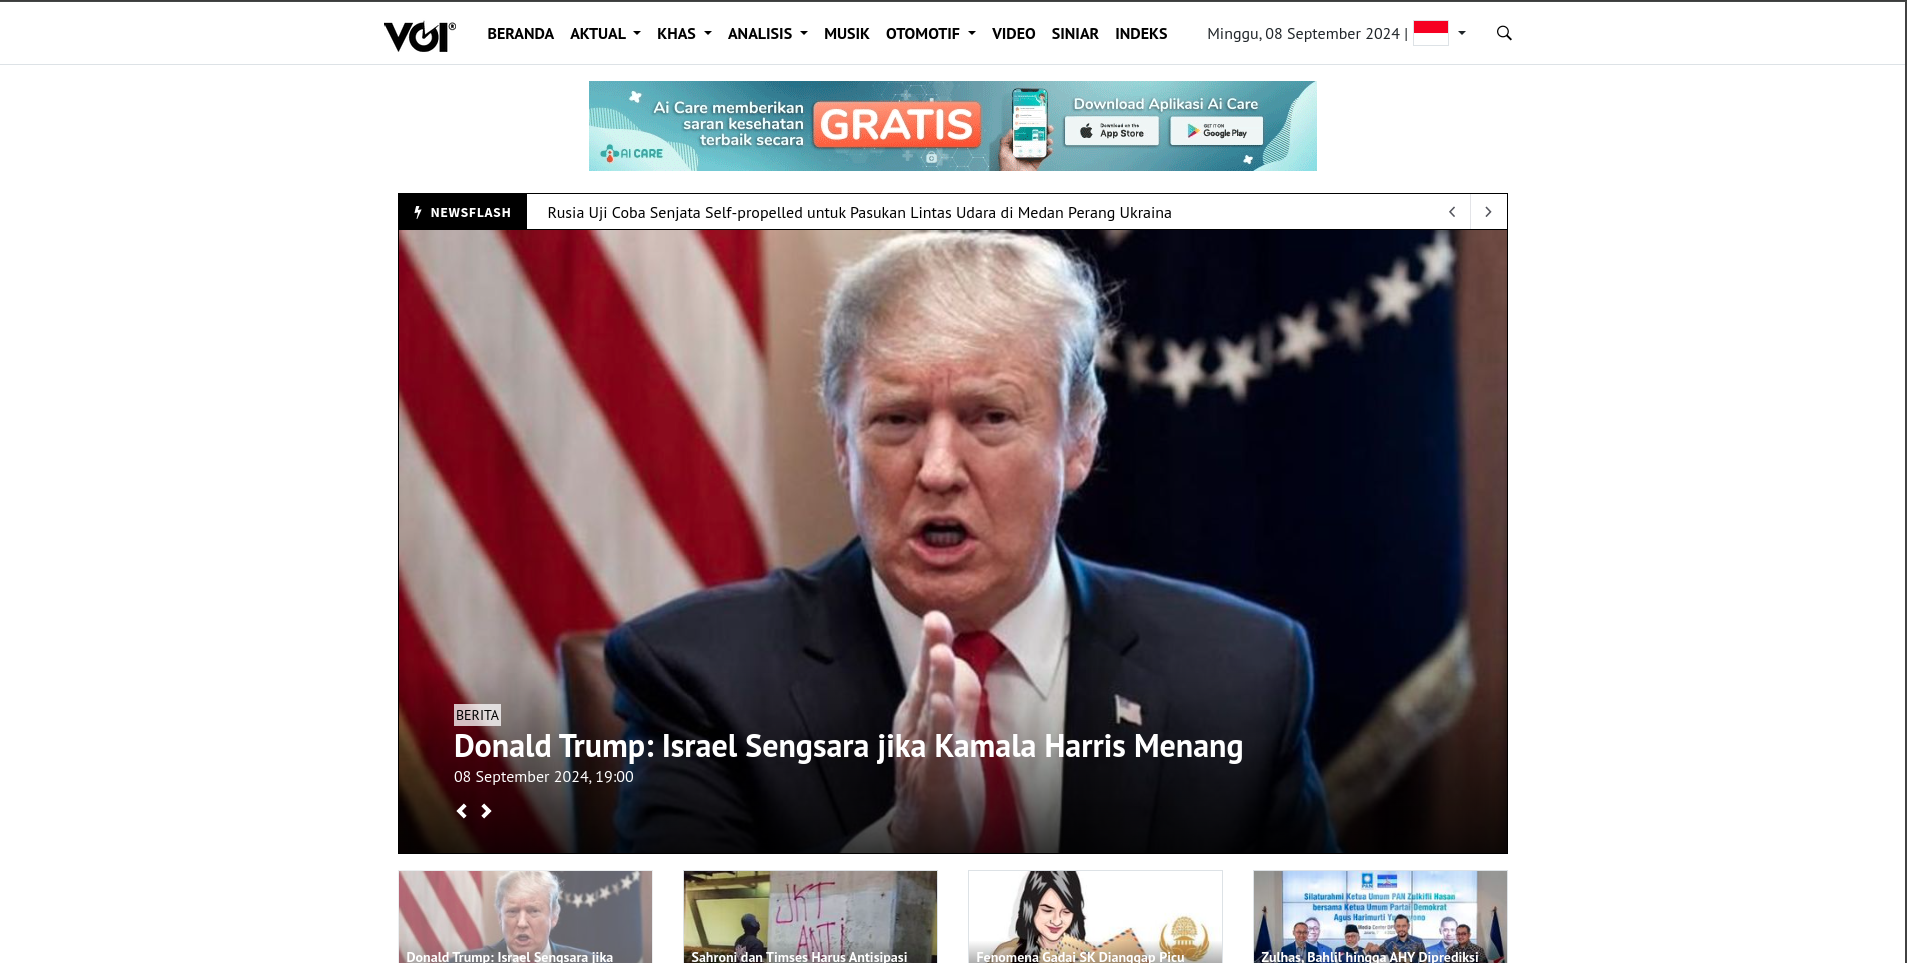 VOI®
BERANDA AKTUAL KHAS ANALISIS MUSIK OTOMOTIF VIDEO SINIAR INDEKS
Minggu, 08 September 2024 |
Ai Care memberikan
saran kesehatan
terbaik secara
GRATIS
AI CARE
Download Aplikasi Ai Care
Download on the
App Store
GET IT ON
Google Play
NEWSFLASH
Rusia Uji Coba Senjata Self-propelled untuk Pasukan Lintas Udara di Medan Perang Ukraina
BERITA
Donald Trump: Israel Sengsara jika Kamala Harris Menang
08 September 2024, 19:00
Donald Trump: Israel Sengsara jika
JKT
ANTI
Sahroni dan Timses Harus Antisipasi
Fenomena Gadai SK Dianggap Picu
PAN
Silaturahmi Ketua Umum PAN Zulkifli Hasan
bersama Ketua Umum Partai Demokrat
Agus Harimurti
Media Center
Zulhas, Bahlil hingga AHY Diprediksi